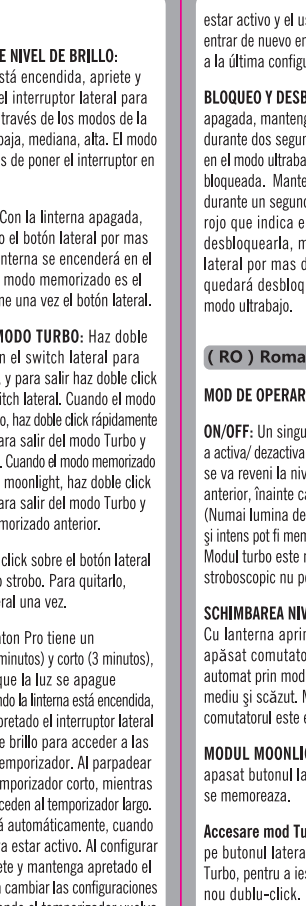 E NIVEL DE BRILLO:
stá encendida, apriete y
el interruptor lateral para
través de los modos de la
baja, mediana, alta. El modo
s de poner el interruptor en
Con la linterna apagada,
o el botón lateral por mas
nterna se encenderá en el
modo memorizado es el
ne una vez el botón lateral.
MODO TURBO: Haz doble
n el switch lateral para
, y para salir haz doble click
itch lateral. Cuando el modo
o, haz doble click rápidamente
ara salir del modo Turbo y
. Cuando el modo memorizado
moonlight, haz doble click
ara salir del modo Turbo y
morizado anterior.
click sobre el botón lateral
o strobo. Para quitarlo,
eral una vez.
ton Pro tiene un
minutos) y corto (3 minutos),
que la luz se apague
ndo la linterna está encendida,
pretado el interruptor lateral
e brillo para acceder a las
emporizador. Al parpadear
mporizador corto, mientras
ceden al temporizador largo.
á automáticamente, cuando
a estar activo. Al configurar
ete y mantenga apretado el
a cambiar las configuraciones
estar activo y el u
entrar de nuevo en
a la última configu
BLOQUEO Y DESB
apagada, manteng
durante dos segun
en el modo ultraba
bloqueada. Mante
durante un segund
rojo que indica e
desbloquearla, m
lateral por mas d
quedará desbloq
modo ultrabajo.
( RO ) Roma
MOD DE OPERAR
ON/OFF: Un singu
a activa/ dezactiva
se va reveni la niv
anterior, înainte ca
(Numai lumina de
şi intens pot fi mem
Modul turbo este r
stroboscopic nu po
SCHIMBAREA NIV
Cu lanterna aprin
apăsat comutato
automat prin mod
mediu şi scăzut. M
comutatorul este e
MODUL MOONLIG
apasat butonul la
se memoreaza.
Accesare mod Tu
pe butonul latera
Turbo, pentru a ies
nou dublu-click.